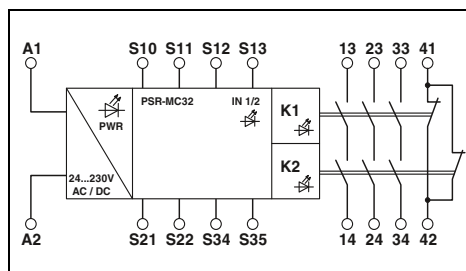 A1 S10 S11 S12 S13 13 23 33 41
PSR-MC32 IN 1/2 K1
PWR
K2
24...230V
AC / DC
A2 S21 S22 S34 S35 14 24 34 42